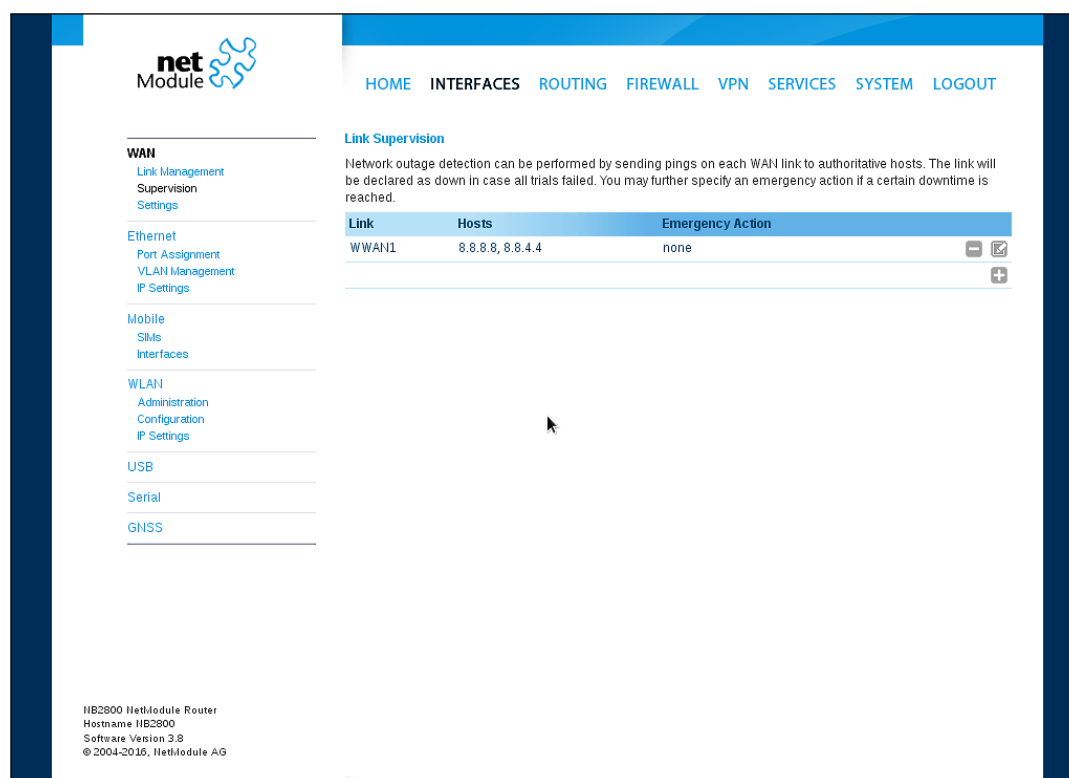 net
Module
HOME INTERFACES ROUTING FIREWALL VPN SERVICES SYSTEM LOGOUT
WAN
Link Management
Supervision
Settings
Ethernet
Port Assignment
VLAN Management
IP Settings
Mobile
SIMs
Interfaces
WLAN
Administration
Configuration
IP Settings
USB
Serial
GNSS
Link Supervision
Network outage detection can be performed by sending pings on each WAN link to authoritative hosts. The link will
be declared as down in case all trials failed. You may further specify an emergency action if a certain downtime is
reached.
Link Hosts Emergency Action
WWAN1 8.8.8.8, 8.8.4.4 none
NB2800 NetModule Router
Hostname NB2800
Software Version 3.8
© 2004-2016, NetModule AG